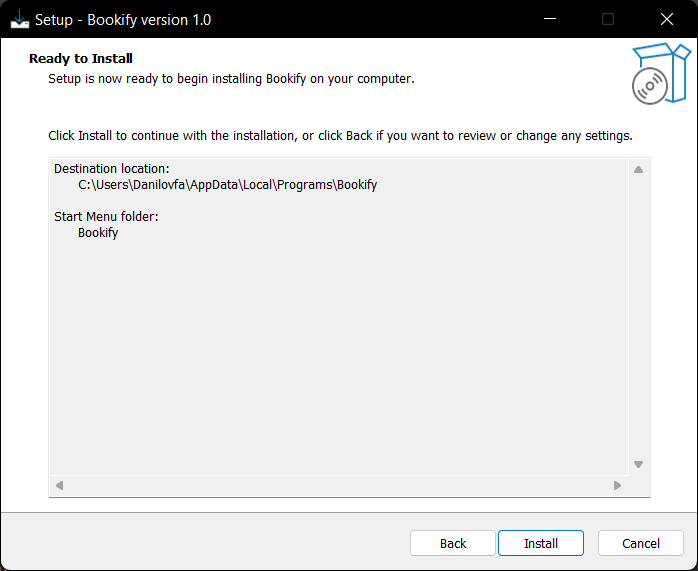 Setup - Bookify version 1.0
Ready to Install
Setup is now ready to begin installing Bookify on your computer.
Click Install to continue with the installation, or click Back if you want to review or change any settings.
Destination location:
C:\Users\Danilovfa\AppData\Local\Programs\Bookify
Start Menu folder:
Bookify
Back Install Cancel